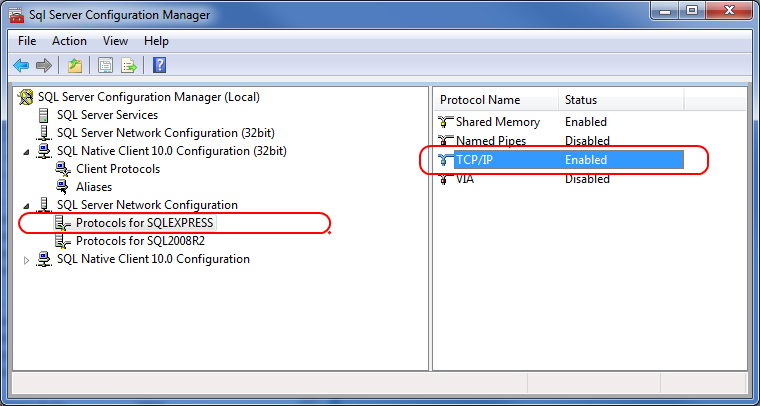 Sql Server Configuration Manager
File Action View Help
SQL Server Configuration Manager (Local)
SQL Server Services
SQL Server Network Configuration (32bit)
SQL Native Client 10.0 Configuration (32bit)
Client Protocols
Aliases
SQL Server Network Configuration
Protocols for SQLEXPRESS
Protocols for SQL2008R2
SQL Native Client 10.0 Configuration
Protocol Name Status
Shared Memory Enabled
Named Pipes Disabled
TCP/IP Enabled
VIA Disabled